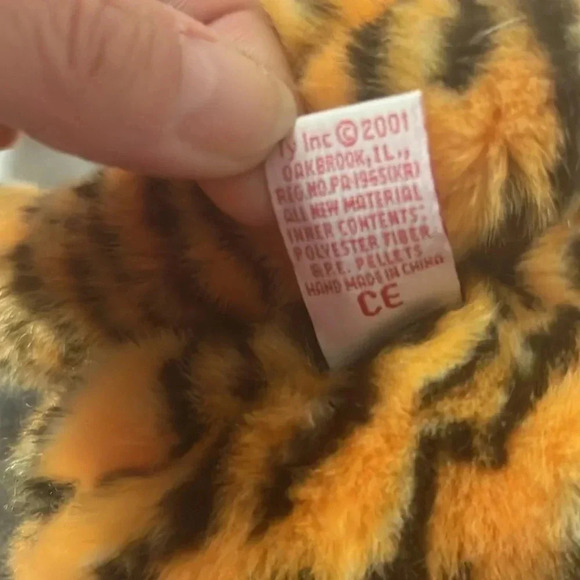 Ty Inc © 2001
OAKBROOK, IL.,
REG.NO.PA 1965(KR)
ALL NEW MATERIAL
INNER CONTENTS:
POLYESTER FIBER
& P.E. PELLETS
HAND MADE IN CHINA
CE